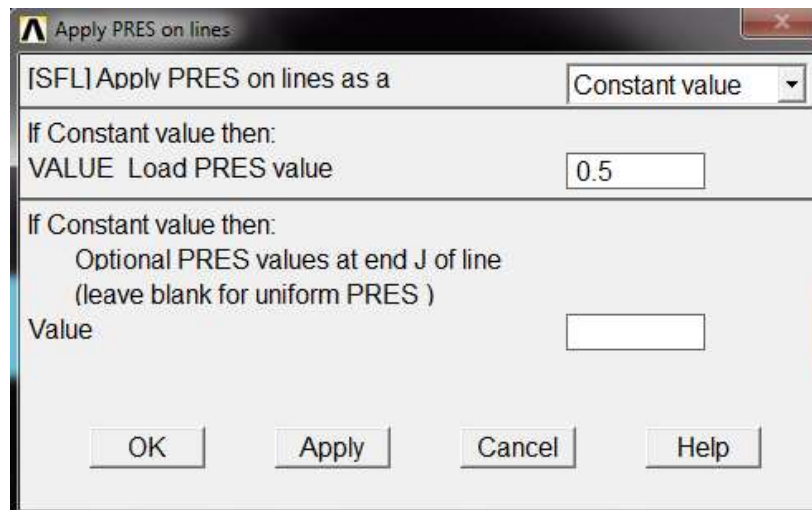 Apply PRES on lines
[SFL] Apply PRES on lines as a Constant value
If Constant value then:
VALUE Load PRES value 0.5
If Constant value then:
Optional PRES values at end J of line
(leave blank for uniform PRES )
Value
OK Apply Cancel Help